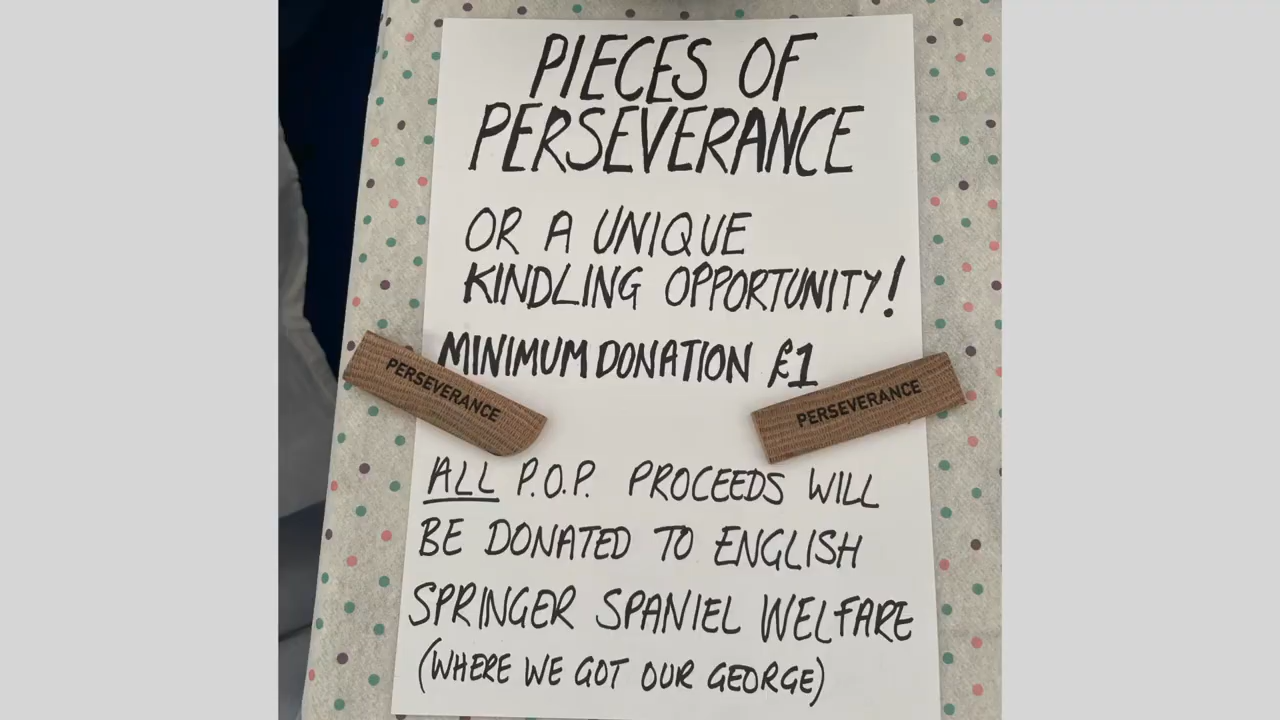 PIECES OF
PERSEVERANCE
OR A UNIQUE
KINDLING OPPORTUNITY!
MINIMUM DONATION £1
PERSEVERANCE
PERSEVERANCE
ALL P.O.P. PROCEEDS WILL
BE DONATED TO ENGLISH
SPRINGER SPANIEL WELFARE
(WHERE WE GOT OUR GEORGE)